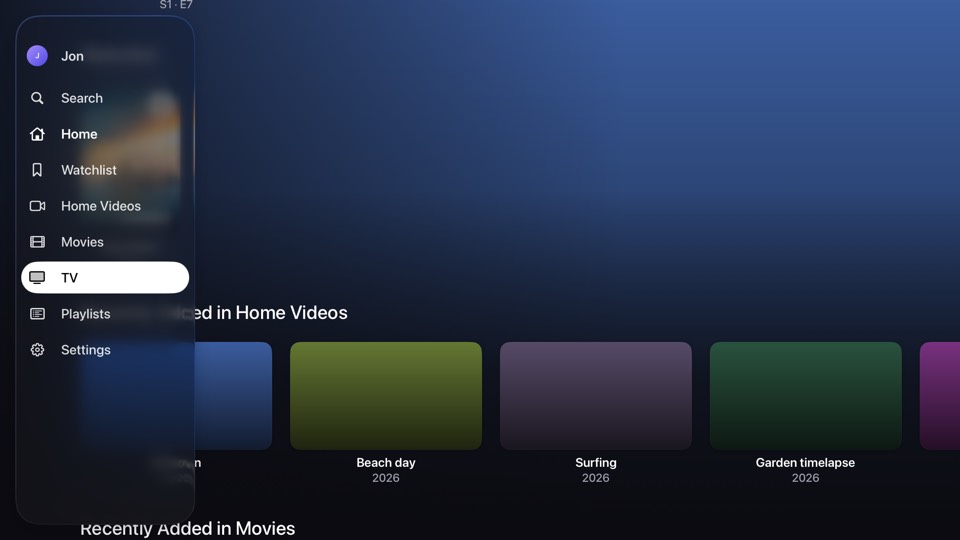 S1 · E7
J
Jon
Search
Home
Watchlist
Home Videos
Movies
TV
Playlists
Settings
in Home Videos
Beach day
2026
Surfing
2026
Garden timelapse
2026
Recently Added in Movies